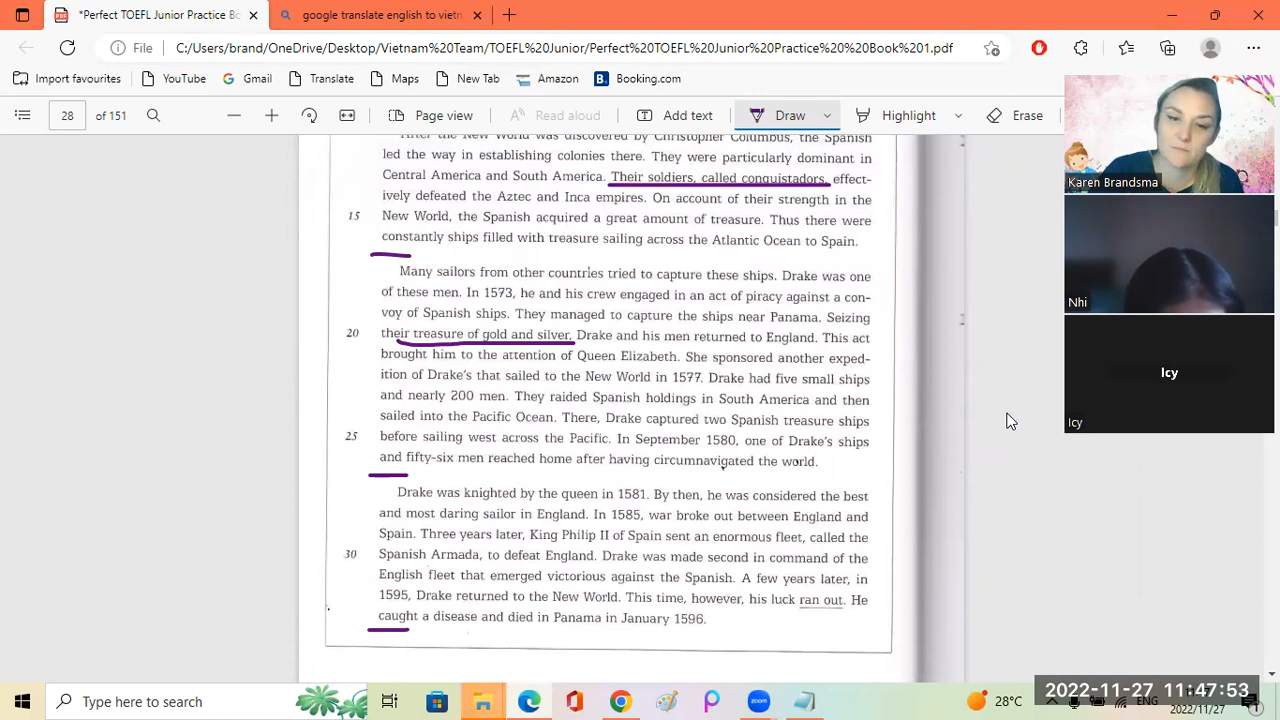 *Perfect TOEFL Junior Practice Bo
google translate english to vietn
File
C:/Users/brand/OneDrive/Desktop/Vietnam%20Team/TOEFL%20Junior/Perfect%20TOEFL%20Junior%20Practice%20%20Book%201.pdf
Import favourites
YouTube
Gmail
Translate
Maps
New Tab
Amazon
Booking.com
28 of 151
Page view
Read aloud
Add text
Draw
Highlight
Erase
After the New World was discovered by Christopher Columbus, the Spanish
led the way in establishing colonies there. They were particularly dominant in
Central America and South America. Their soldiers, called conquistadors, effect-
ively defeated the Aztec and Inca empires. On account of their strength in the
15 New World, the Spanish acquired a great amount of treasure. Thus there were
constantly ships filled with treasure sailing across the Atlantic Ocean to Spain.
Many sailors from other countries tried to capture these ships. Drake was one
of these men. In 1573, he and his crew engaged in an act of piracy against a con-
voy of Spanish ships. They managed to capture the ships near Panama. Seizing
20 their treasure of gold and silver, Drake and his men returned to England. This act
brought him to the attention of Queen Elizabeth. She sponsored another exped-
ition of Drake's that sailed to the New World in 1577. Drake had five small ships
and nearly 200 men. They raided Spanish holdings in South America and then
sailed into the Pacific Ocean. There, Drake captured two Spanish treasure ships
25 before sailing west across the Pacific. In September 1580, one of Drake's ships
and fifty-six men reached home after having circumnavigated the world.
Drake was knighted by the queen in 1581. By then, he was considered the best
and most daring sailor in England. In 1585, war broke out between England and
Spain. Three years later, King Philip II of Spain sent an enormous fleet, called the
30 Spanish Armada, to defeat England. Drake was made second in command of the
English fleet that emerged victorious against the Spanish. A few years later, in
1595, Drake returned to the New World. This time, however, his luck ran out. He
caught a disease and died in Panama in January 1596.
Karen Brandsma
Nhi
Icy
Icy
Type here to search
zoom
28°C
ENG
2022-11-27 11:47:53
2022/11/27